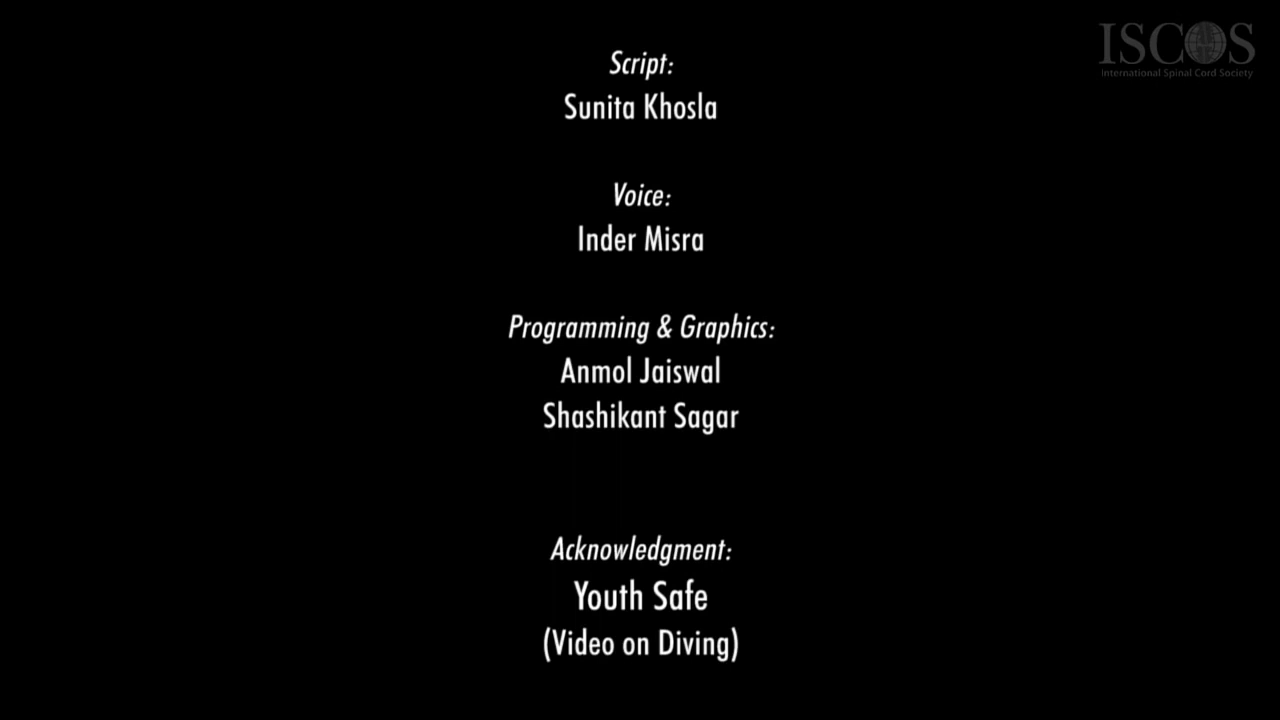 ISCOS
International Spinal Cord Society
Script:
Sunita Khosla
Voice:
Inder Misra
Programming & Graphics:
Anmol Jaiswal
Shashikant Sagar
Acknowledgment:
Youth Safe
(Video on Diving)